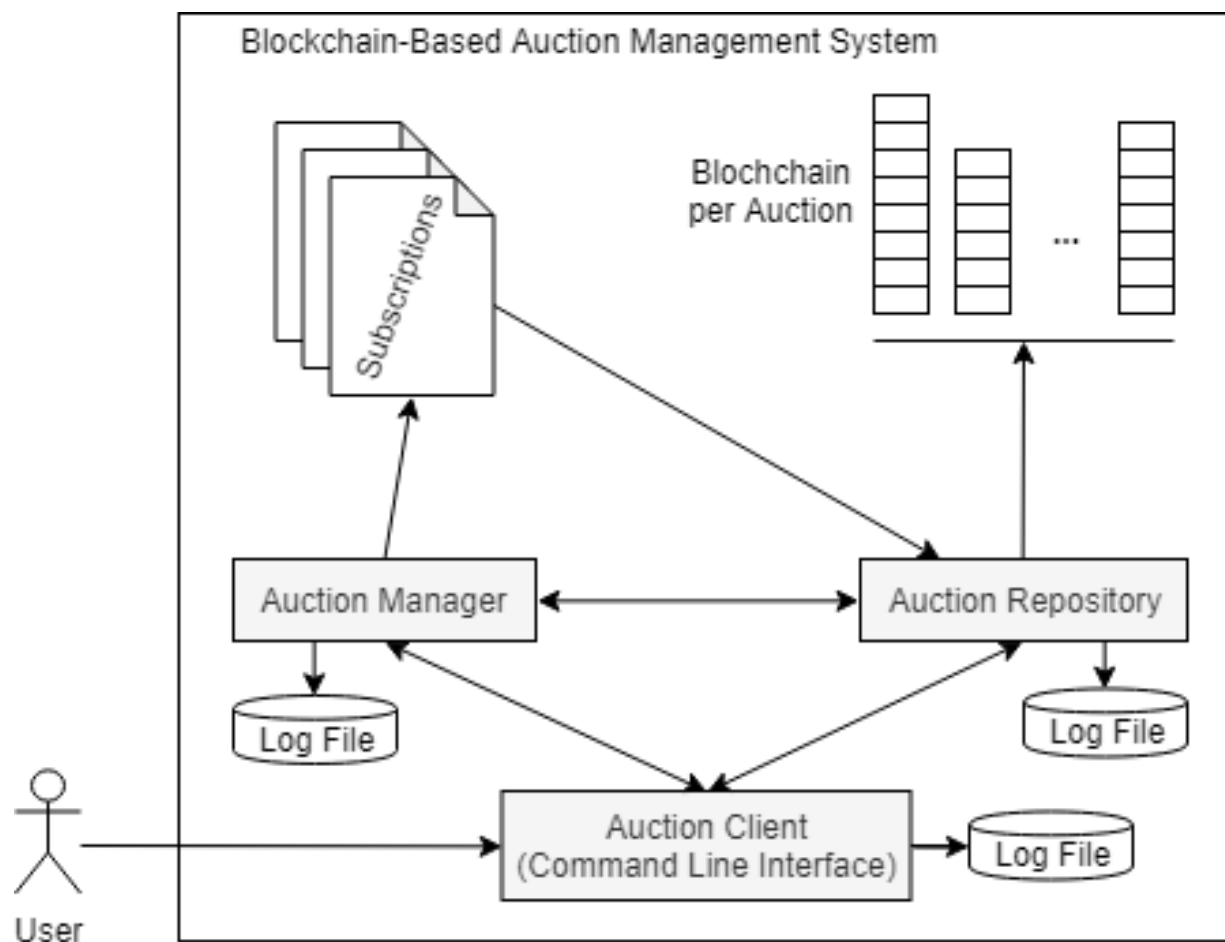 Blockchain-Based Auction Management System
Subscriptions
Blochchain
per Auction
...
Auction Manager
Auction Repository
Log File
Log File
Auction Client
(Command Line Interface)
Log File
User